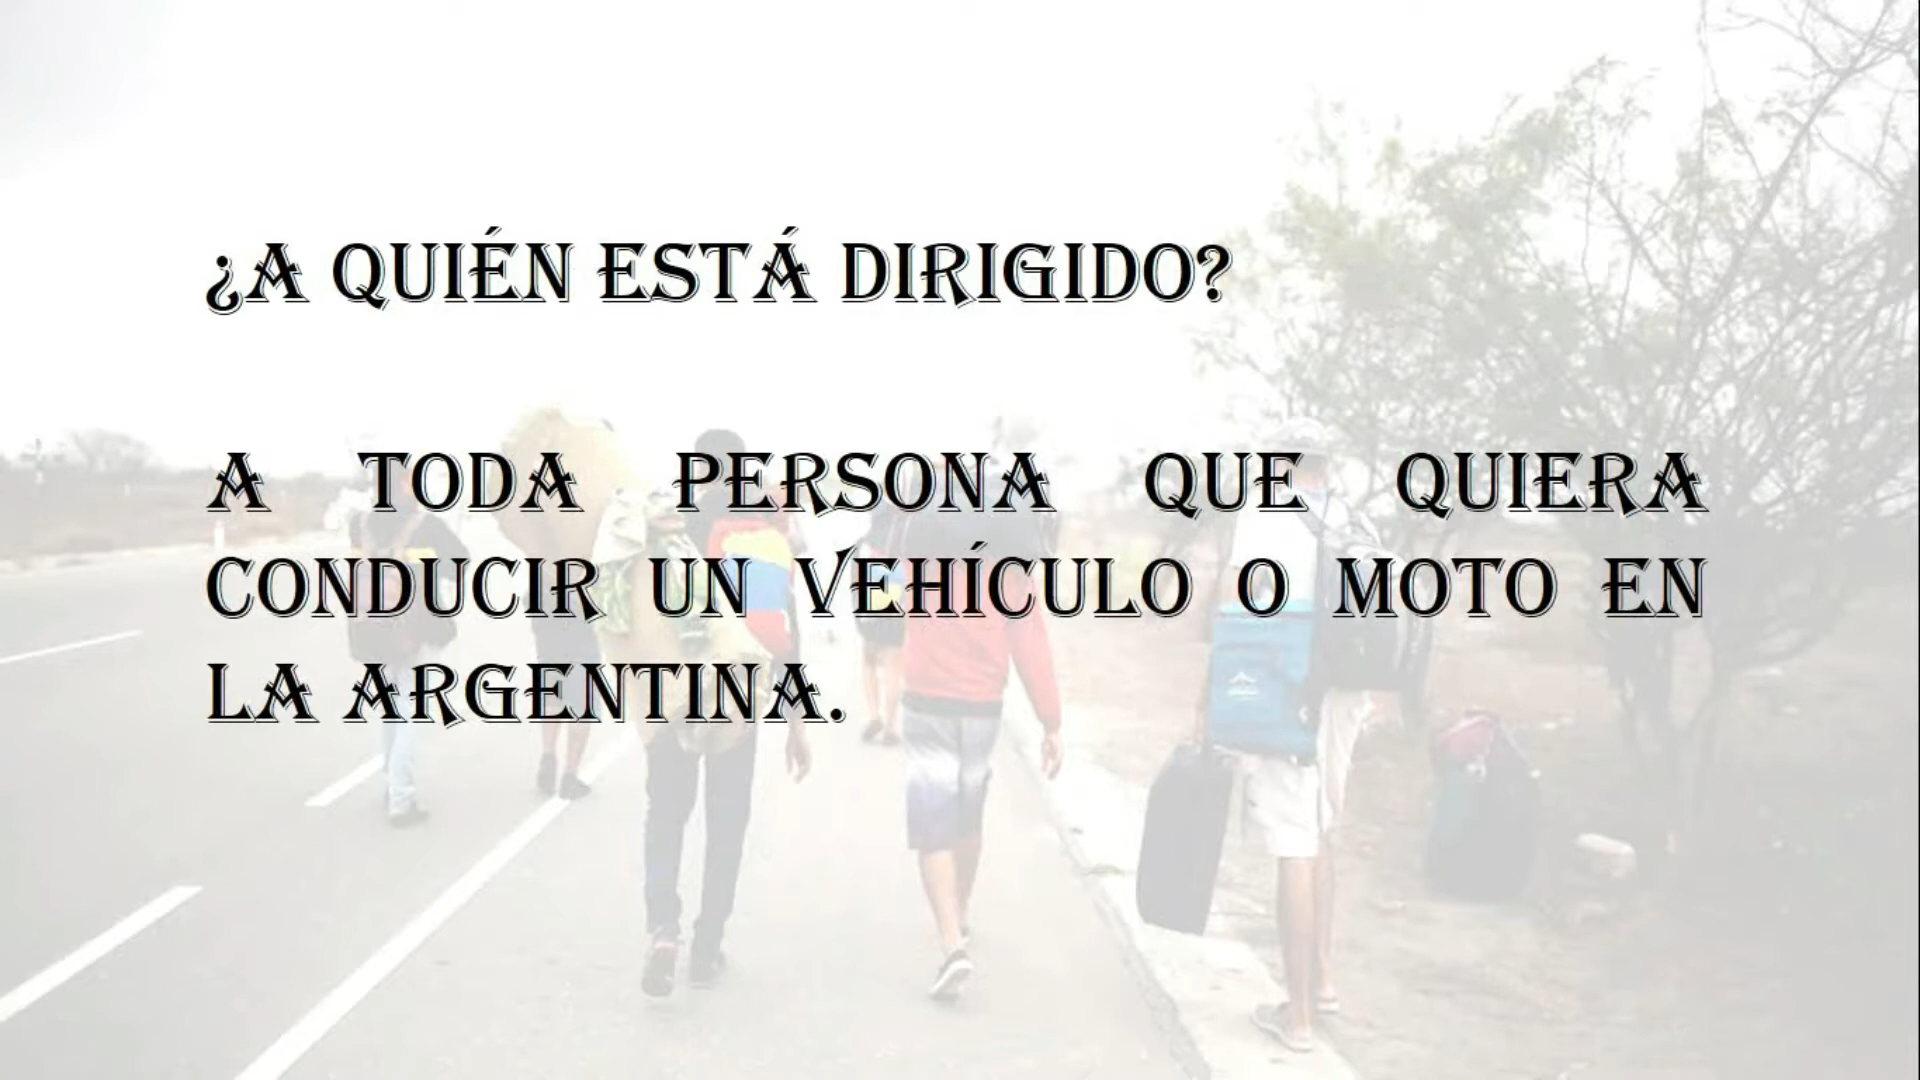 ¿A QUIÉN ESTÁ DIRIGIDO?
A TODA PERSONA QUE QUIERA
CONDUCIR UN VEHÍCULO O MOTO EN
LA ARGENTINA.